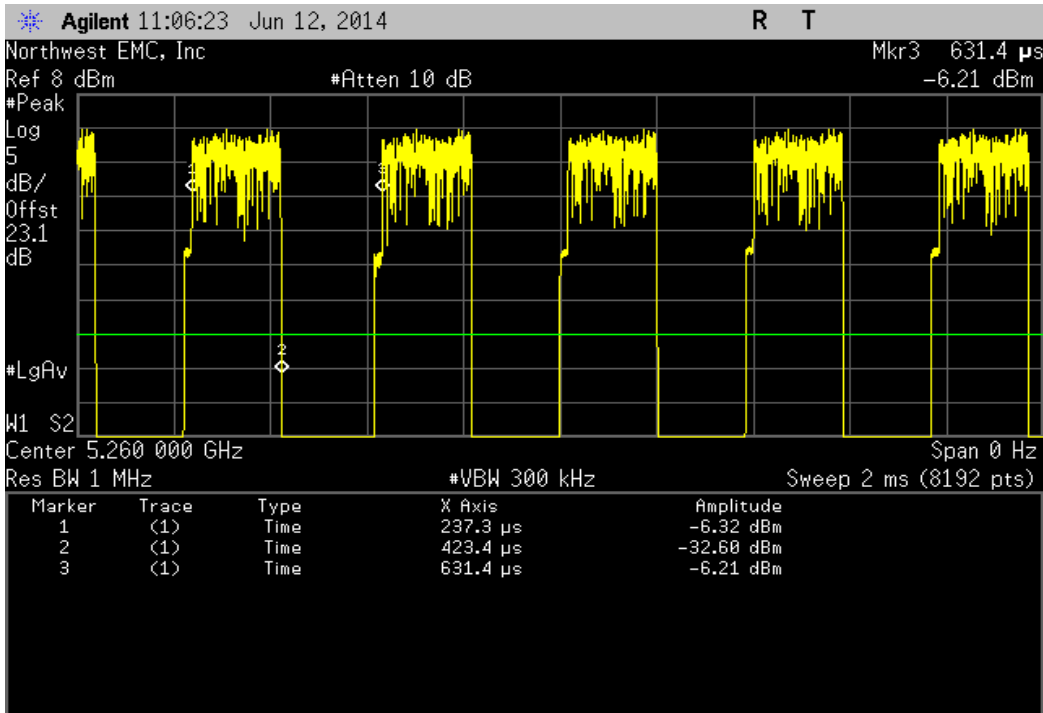 Agilent 11:06:23 Jun 12, 2014 R T
Northwest EMC, Inc Mkr3 631.4 µs
Ref 8 dBm #Atten 10 dB -6.21 dBm
#Peak
Log
5
dB/
Offst
23.1
dB
1
3
2
#LgAv
W1 S2
Center 5.260 000 GHz Span 0 Hz
Res BW 1 MHz #VBW 300 kHz Sweep 2 ms (8192 pts)
Marker Trace Type X Axis Amplitude
1 (1) Time 237.3 µs -6.32 dBm
2 (1) Time 423.4 µs -32.60 dBm
3 (1) Time 631.4 µs -6.21 dBm